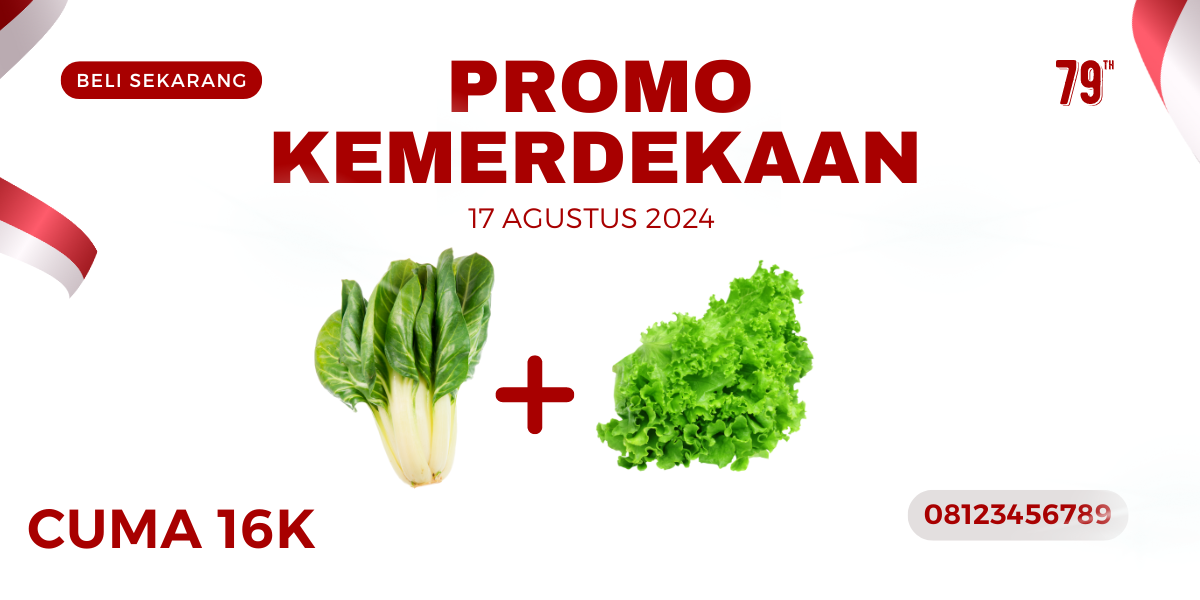 BELI SEKARANG
PROMO
KEMERDEKAAN
79TH
17 AGUSTUS 2024
CUMA 16K
08123456789